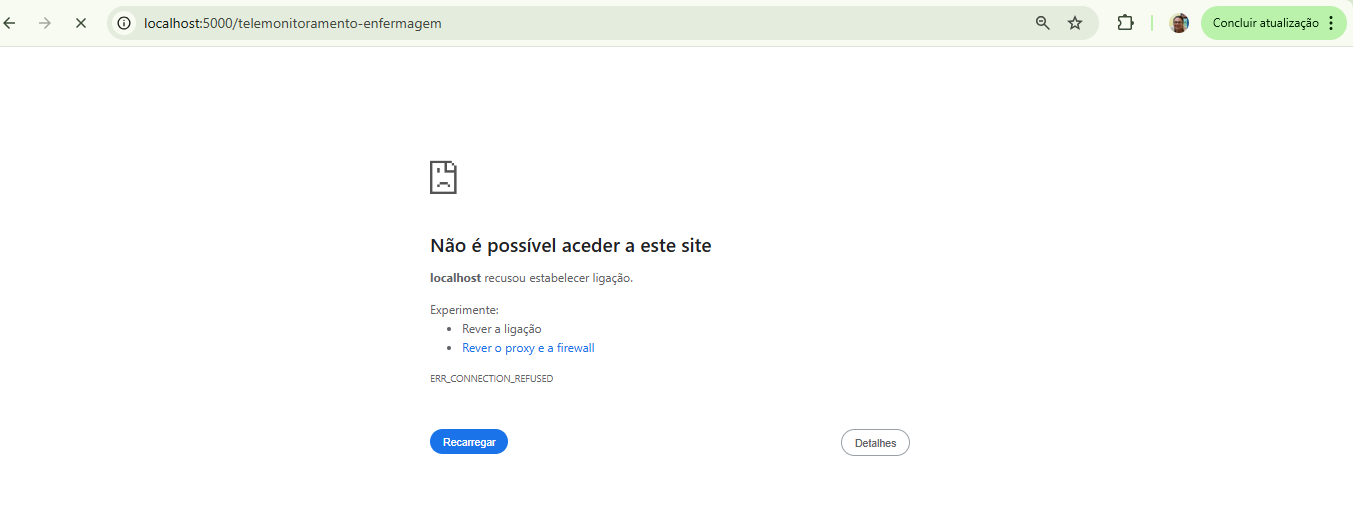 localhost:5000/telemonitoramento-enfermagem
Concluir atualização
Não é possível aceder a este site
localhost recusou estabelecer ligação.
Experimente:
Rever a ligação
Rever o proxy e a firewall
ERR_CONNECTION_REFUSED
Recarregar
Detalhes